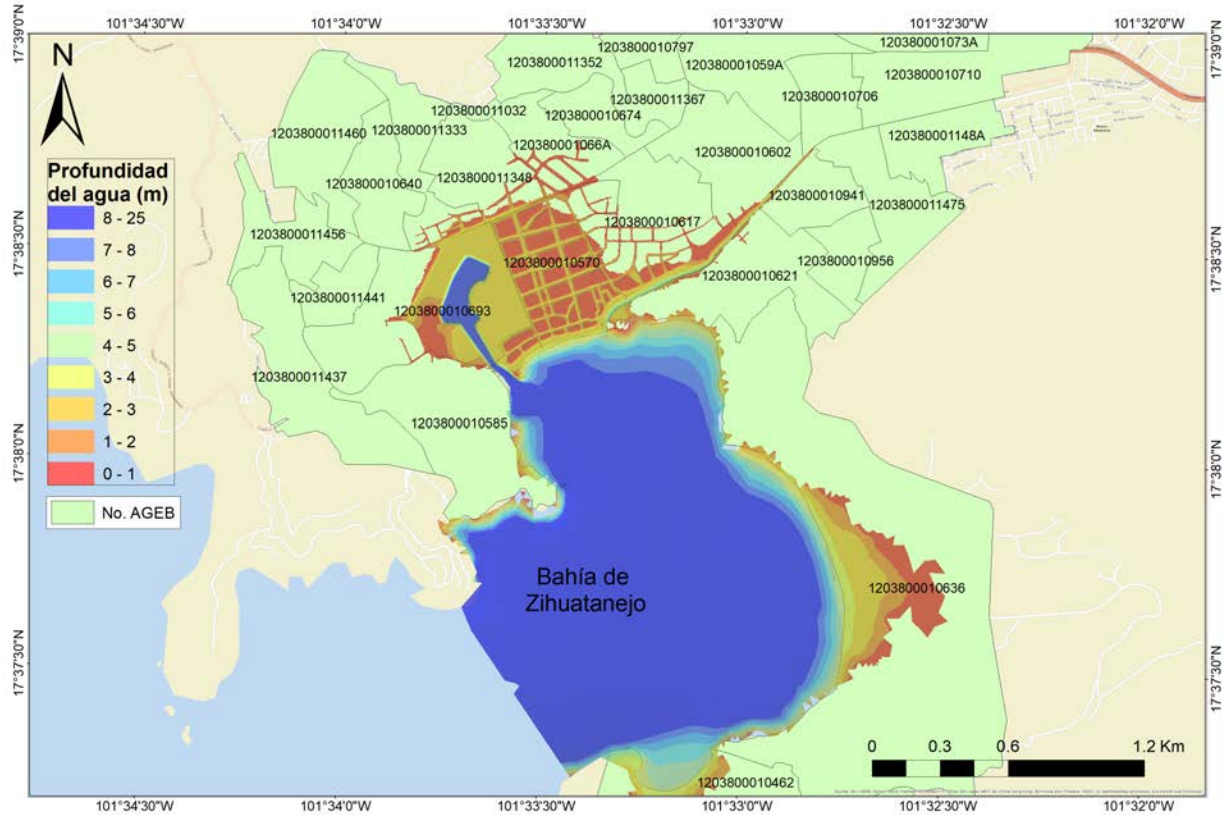 101°34'30"W 101°34'0"W 101°33'30"W 101°33'0"W 101°32'30"W 101°32'0"W
17°39'0"N
17°39'0"N
N
1203800010797
1203800011352
120380001059A
120380001073A
1203800010710
1203800011367
1203800010706
1203800011032
1203800010674
1203800011460
1203800011333
120380001148A
120380001066A
1203800010602
1203800011348
1203800010640
1203800010941
1203800011475
1203800010617
1203800011456
1203800010570
1203800010956
1203800010621
1203800011441
1203800010693
1203800011437
1203800010585
1203800010636
1203800010462
Profundidad
del agua (m)
8 - 25
7 - 8
6 - 7
5 - 6
4 - 5
3 - 4
2 - 3
1 - 2
0 - 1
No. AGEB
17°38'30"N
17°38'30"N
17°38'0"N
17°38'0"N
17°37'30"N
17°37'30"N
Bahía de
Zihuatanejo
0 0.3 0.6 1.2 Km
101°34'30"W 101°34'0"W 101°33'30"W 101°33'0"W 101°32'30"W 101°32'0"W